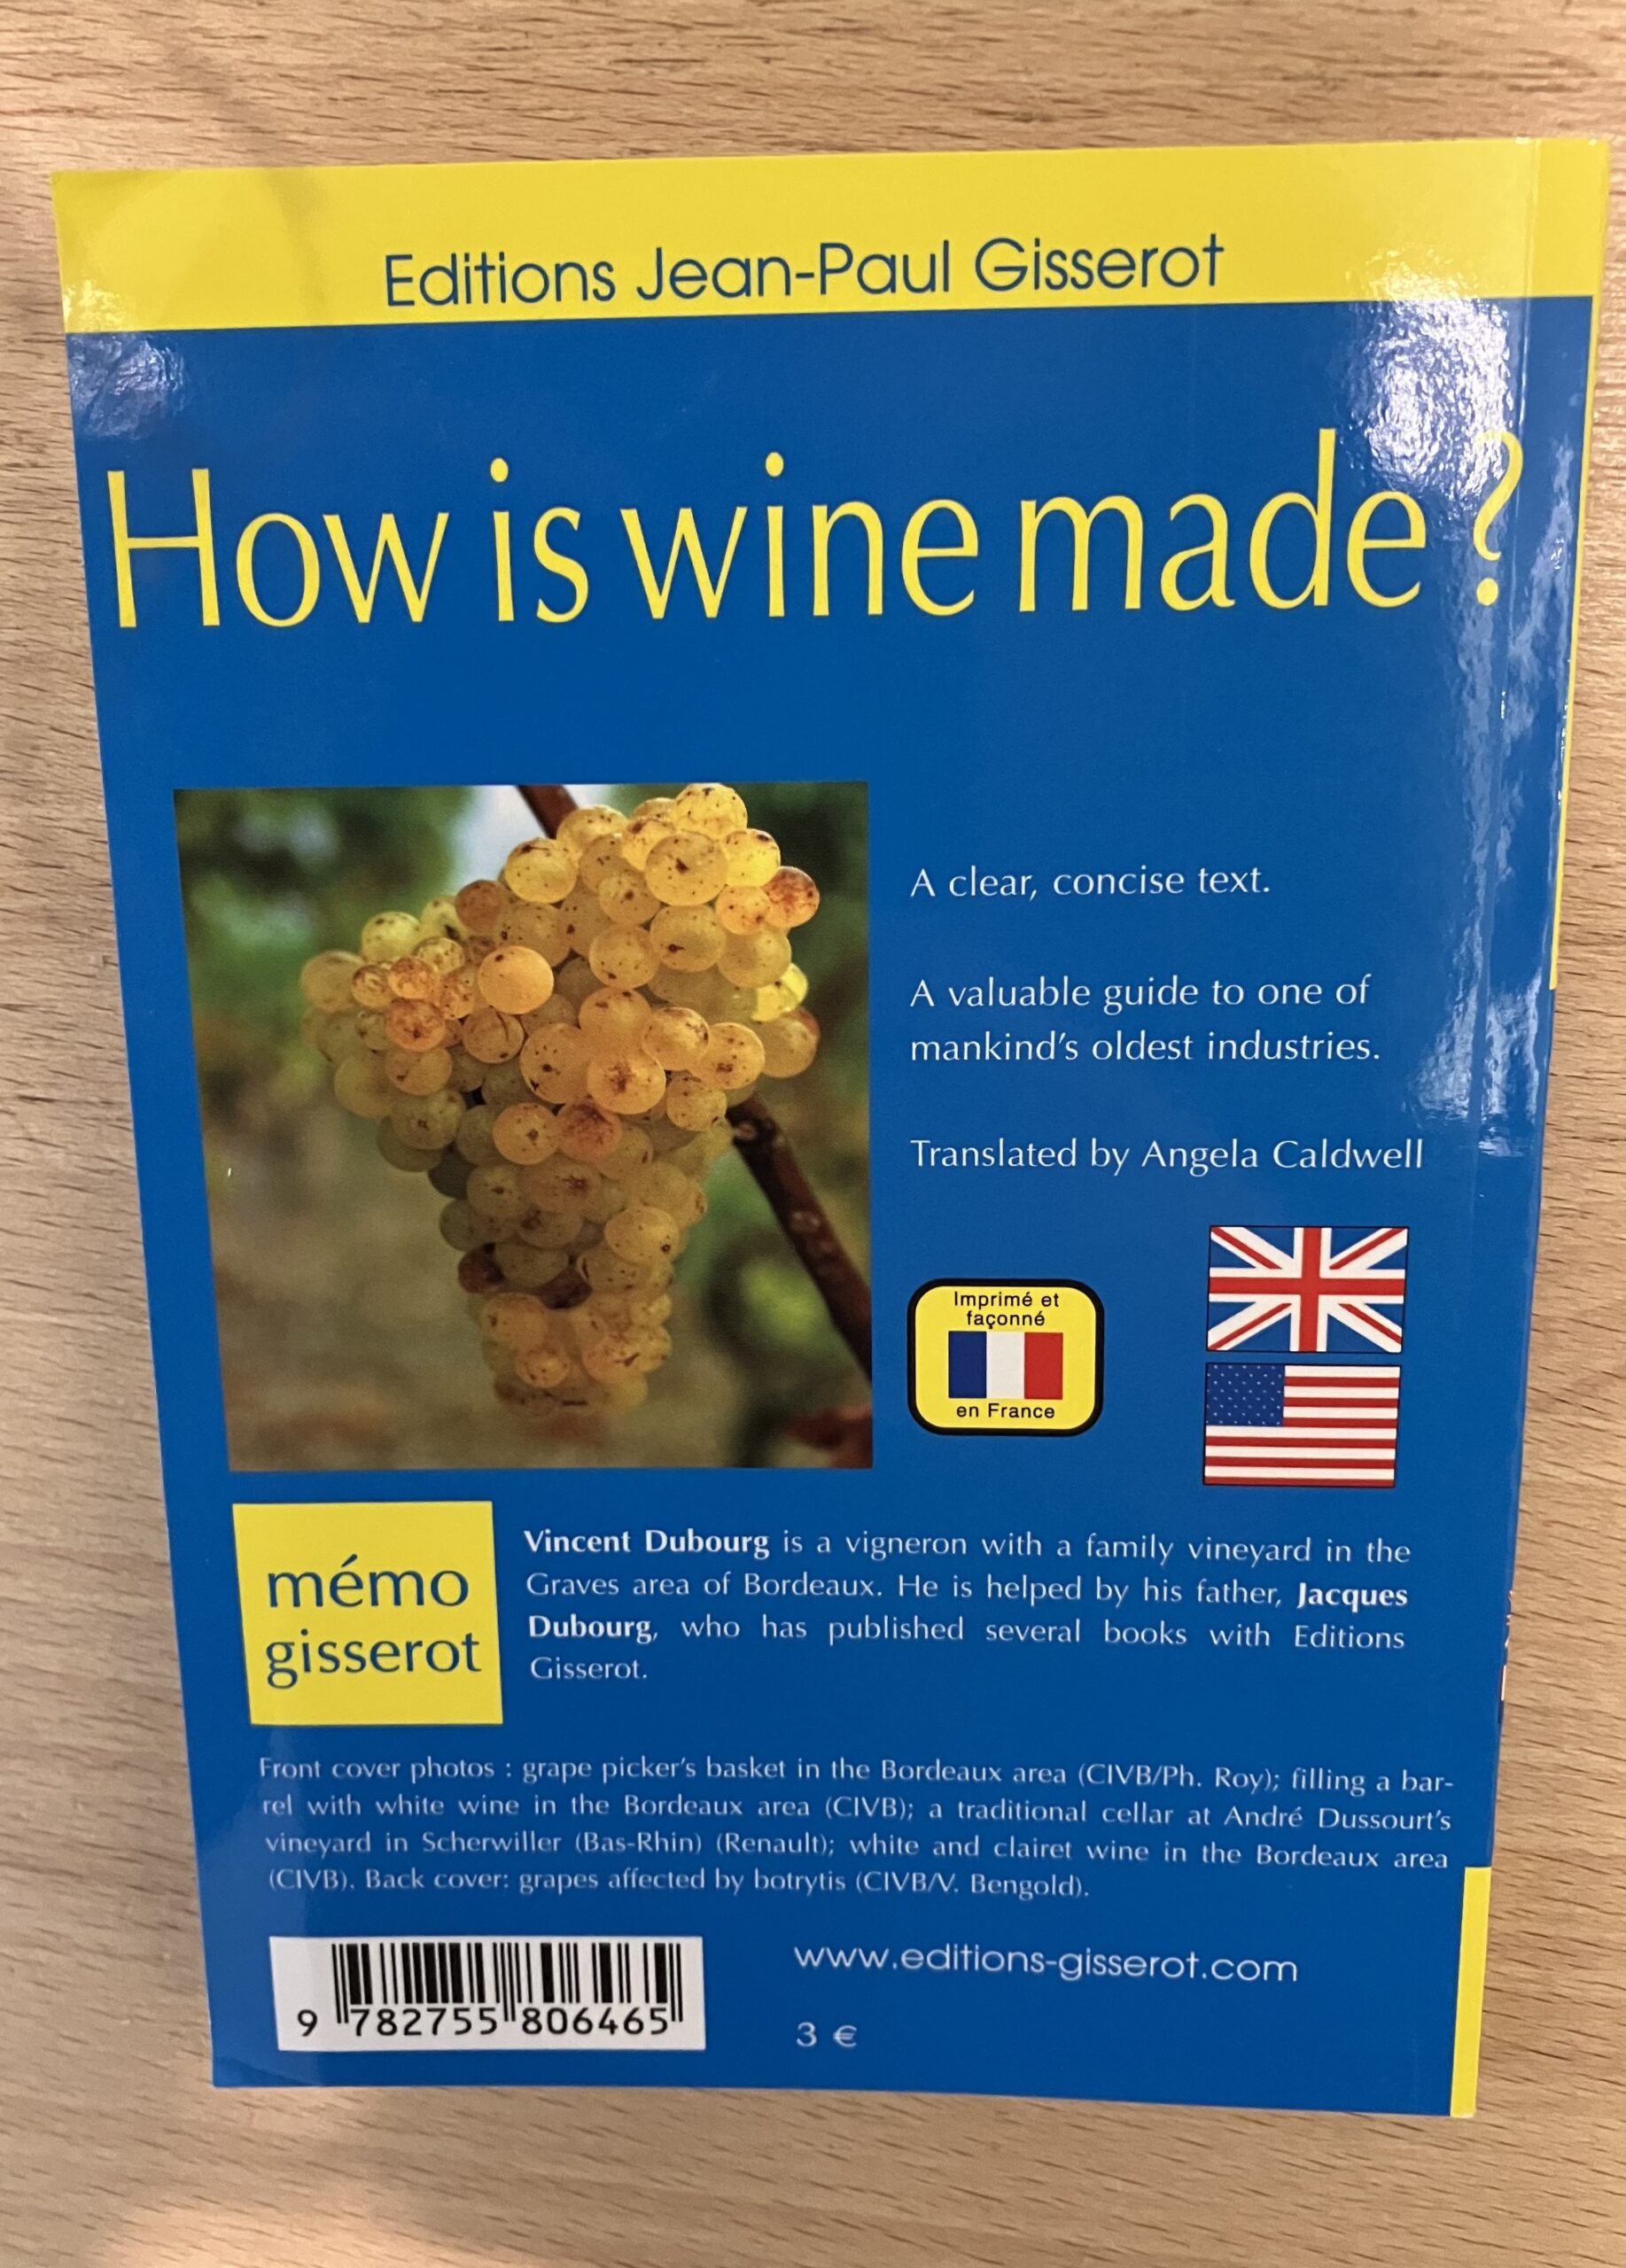 Editions Jean-Paul Gisserot
How is wine made ?
A clear, concise text.
A valuable guide to one of
mankind's oldest industries.
Translated by Angela Caldwell
Imprimé et
façonné
en France
mémo
gisserot
Vincent Dubourg is a vigneron with a family vineyard in the
Graves area of Bordeaux. He is helped by his father, Jacques
Dubourg, who has published several books with Editions
Gisserot.
Front cover photos : grape picker's basket in the Bordeaux area (CIVB/Ph. Roy); filling a bar-
rel with white wine in the Bordeaux area (CIVB); a traditional cellar at André Dussourt's
vineyard in Scherwiller (Bas-Rhin) (Renault); white and clairet wine in the Bordeaux area
(CIVB). Back cover: grapes affected by botrytis (CIVB/V. Bengold).
www.editions-gisserot.com
9 782755 806465
3 €